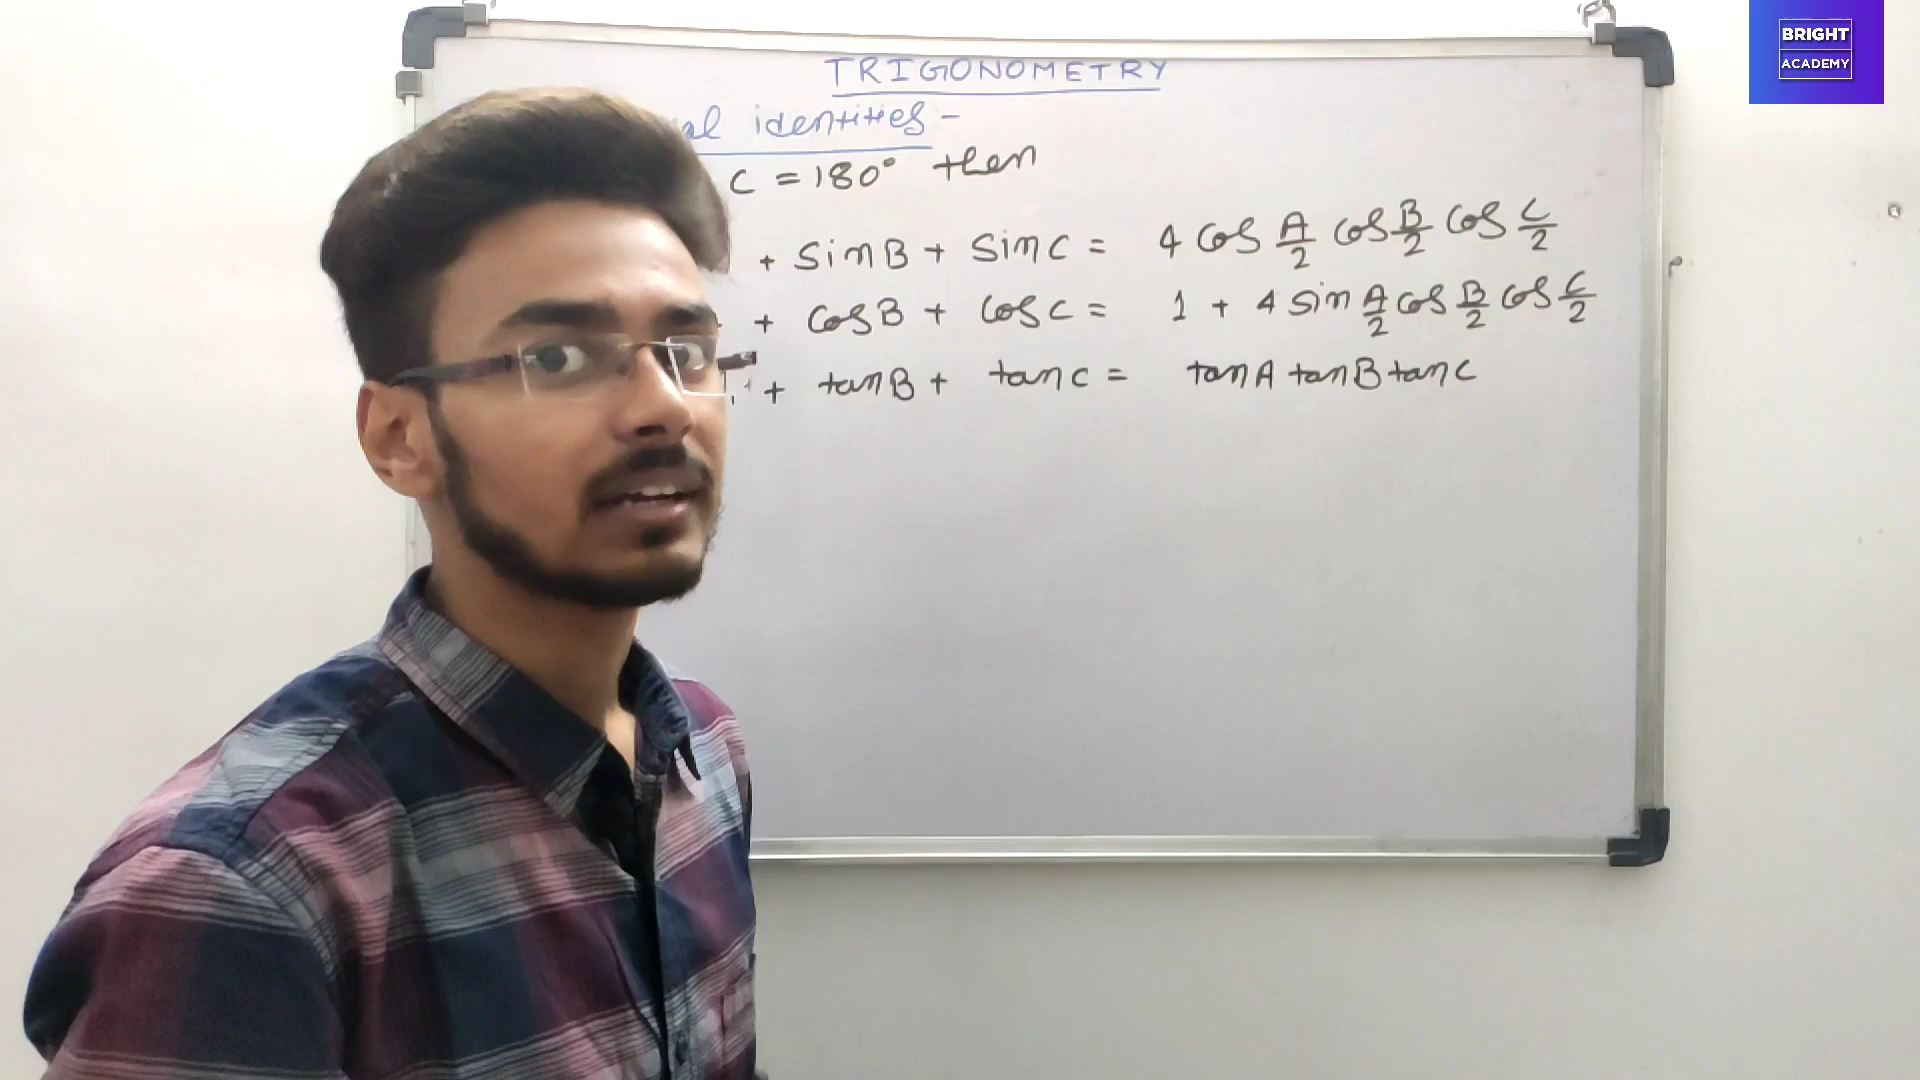 BRIGHT
ACADEMY
TRIGONOMETRY
al identities -
C = 180° then
+ sinB + sinC = 4 cos A/2 cos B/2 cos C/2
+ cosB + cosC = 1 + 4 sin A/2 cos B/2 cos C/2
+ tanB + tanC = tanA tanB tanC